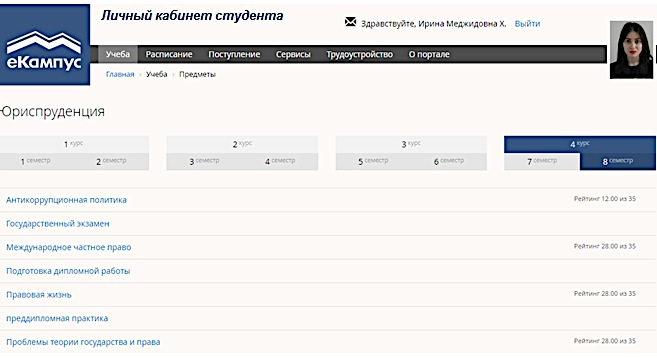 Личный кабинет студента
Здравствуйте, Ирина Меджидовна Х. Выйти
еКампус
Учеба Расписание Поступление Сервисы Трудоустройство О портале
Главная › Учеба › Предметы
Юриспруденция
1 курс 2 курс 3 курс 4 курс
1 семестр 2 семестр 3 семестр 4 семестр 5 семестр 6 семестр 7 семестр 8 семестр
Антикоррупционная политика Рейтинг 12.00 из 35
Государственный экзамен
Международное частное право Рейтинг 28.00 из 35
Подготовка дипломной работы
Правовая жизнь Рейтинг 28.00 из 35
преддипломная практика
Проблемы теории государства и права Рейтинг 28.00 из 35